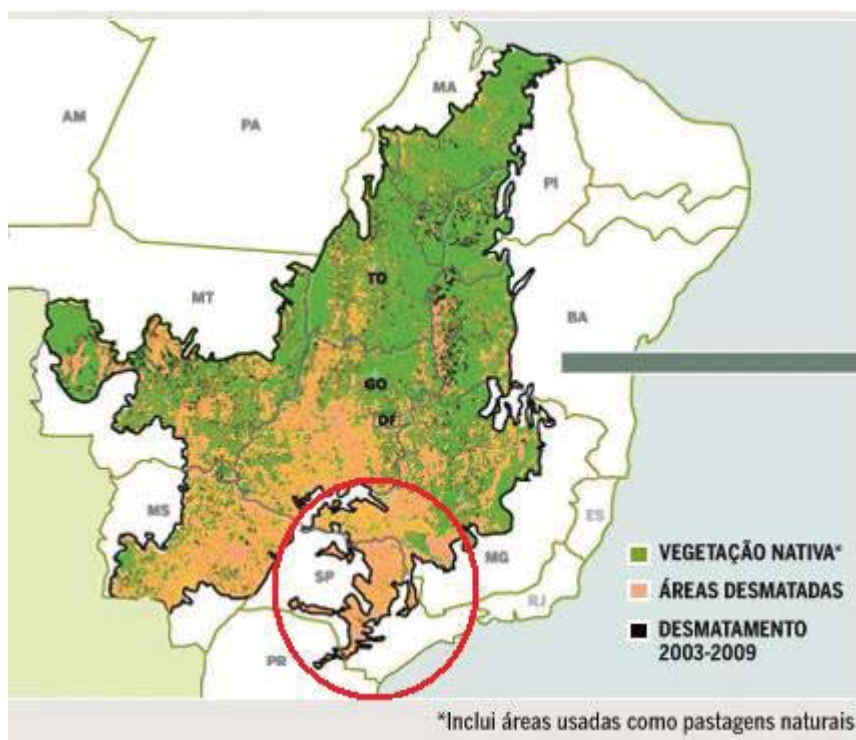 MA
AM
PA
PI
TO
MT
BA
GO
DF
MS
ES
MG
SP
RJ
PR
VEGETAÇÃO NATIVA*
ÁREAS DESMATADAS
DESMATAMENTO
2003-2009
*Inclui áreas usadas como pastagens naturais